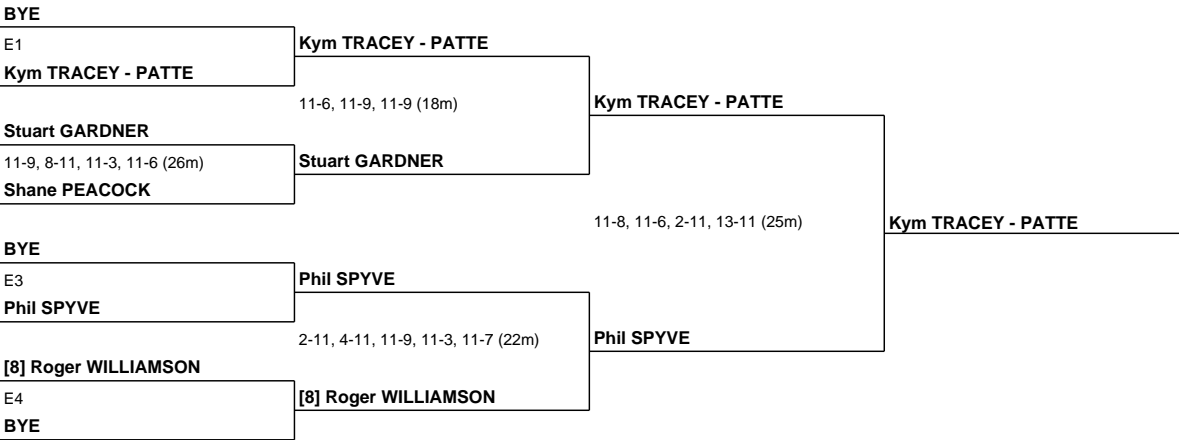 BYE
E1
Kym TRACEY - PATTE
Kym TRACEY - PATTE
11-6, 11-9, 11-9 (18m)
Kym TRACEY - PATTE
Stuart GARDNER
11-9, 8-11, 11-3, 11-6 (26m)
Stuart GARDNER
Shane PEACOCK
11-8, 11-6, 2-11, 13-11 (25m)
Kym TRACEY - PATTE
BYE
E3
Phil SPYVE
Phil SPYVE
2-11, 4-11, 11-9, 11-3, 11-7 (22m)
Phil SPYVE
[8] Roger WILLIAMSON
E4
[8] Roger WILLIAMSON
BYE